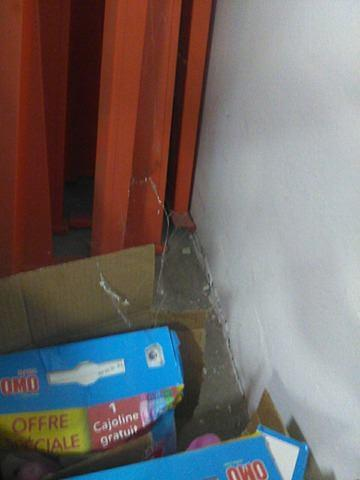 OMO
OFFRE
SPÉCIALE
1
Cajoline
gratuit
OMO